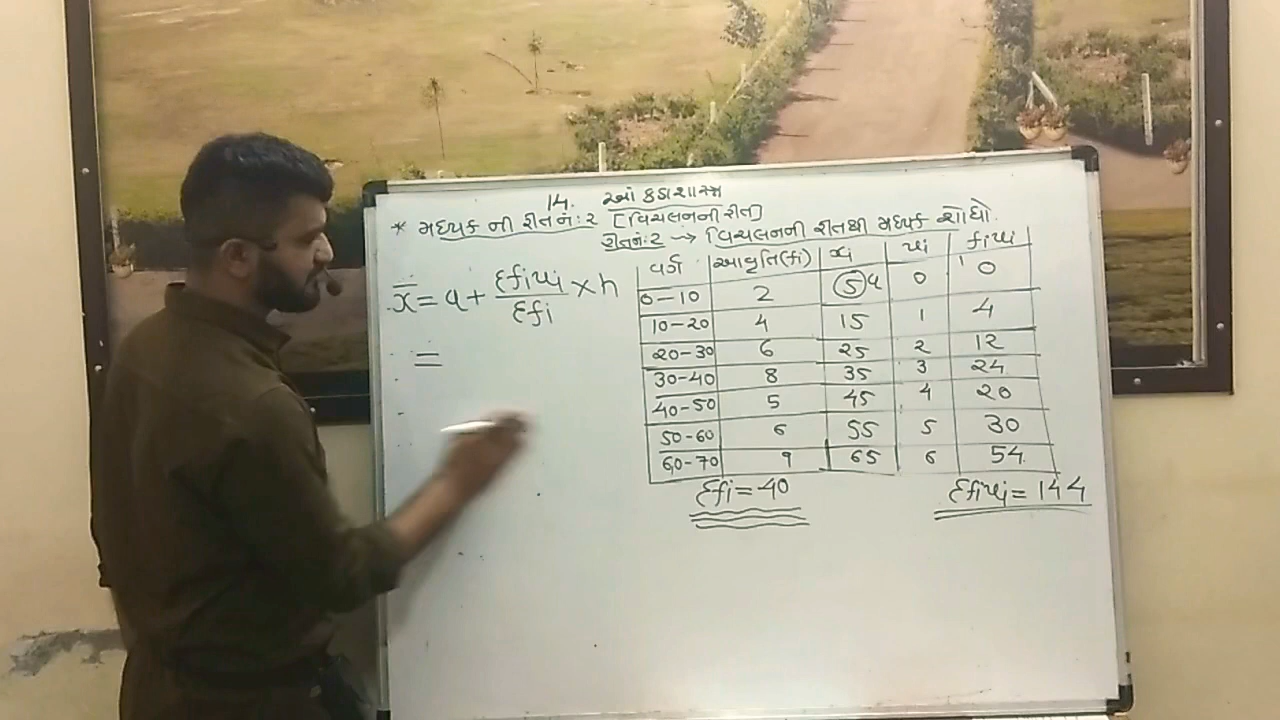 14. આંકડાશાસ્ત્ર
* મધ્યક ની રીત નં:૨ [વિચલનની રીત]
રીતનં:૨ → વિચલનની રીતથી મધ્યક શોધો.
x̄ = a + Σfiui/Σfi × h
=
વર્ગ આવૃતિ(fi) xi ui fiui
0-10 2 5 a 0 0
10-20 4 15 1 4
20-30 6 25 2 12
30-40 8 35 3 24
40-50 5 45 4 20
50-60 6 55 5 30
60-70 9 65 6 54
Σfi = 40 Σfiui = 144